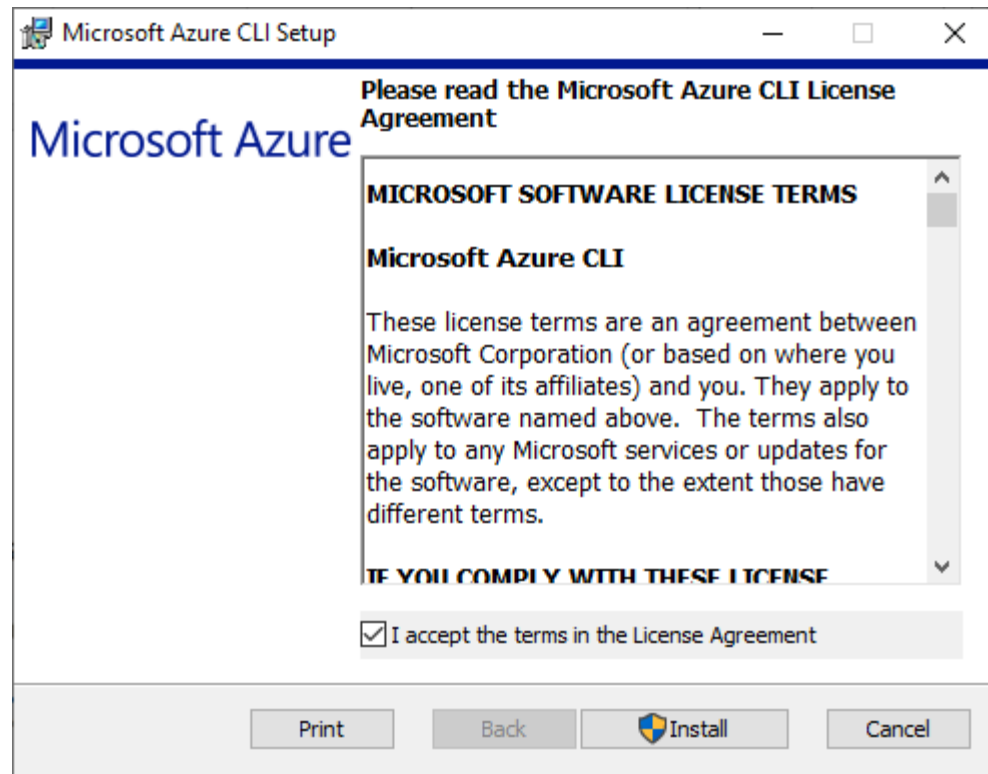 Microsoft Azure CLI Setup
Microsoft Azure
Please read the Microsoft Azure CLI License
Agreement
MICROSOFT SOFTWARE LICENSE TERMS
Microsoft Azure CLI
These license terms are an agreement between
Microsoft Corporation (or based on where you
live, one of its affiliates) and you. They apply to
the software named above.  The terms also
apply to any Microsoft services or updates for
the software, except to the extent those have
different terms.
IF YOU COMPLY WITH THESE LICENSE
I accept the terms in the License Agreement
Print
Back
Install
Cancel